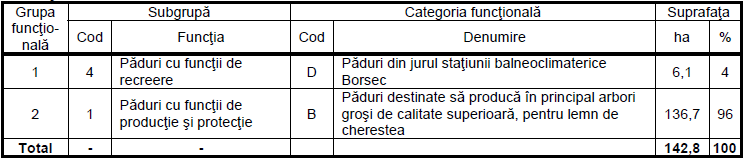 Grupa funcţio-nală | Subgrupă | Categoria funcţională | Suprafaţa
Cod | Funcţia | Cod | Denumire | ha | %
1 | 4 | Păduri cu funcţii de recreere | D | Păduri din jurul staţiunii balneoclimaterice Borsec | 6,1 | 4
2 | 1 | Păduri cu funcţii de producţie şi protecţie | B | Păduri destinate să producă în principal arbori groşi de calitate superioară, pentru lemn de cherestea | 136,7 | 96
Total | - | - | 142,8 | 100